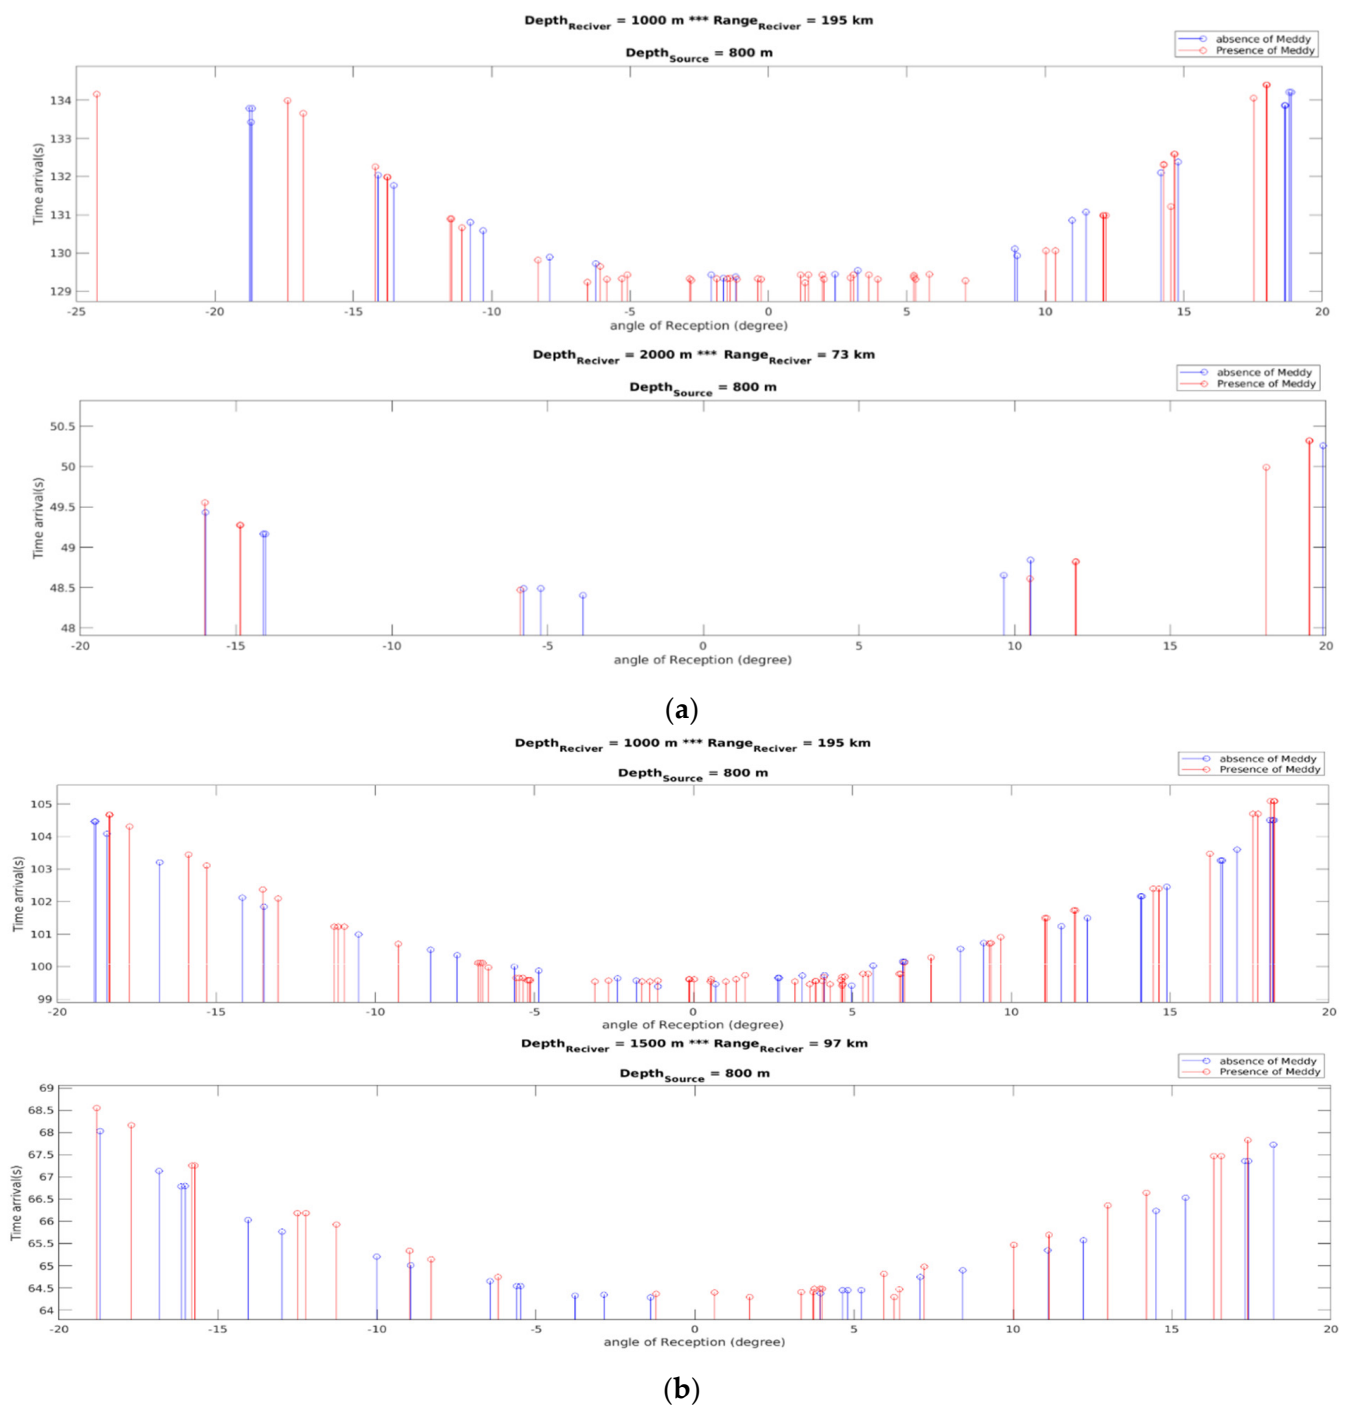 Depth_Reciver = 1000 m *** Range_Reciver = 195 km
Depth_Source = 800 m
absence of Meddy
Presence of Meddy
134
133
132
131
130
129
Time arrival(s)
-25 -20 -15 -10 -5 0 5 10 15 20
angle of Reception (degree)
Depth_Reciver = 2000 m *** Range_Reciver = 73 km
Depth_Source = 800 m
absence of Meddy
Presence of Meddy
50.5
50
49.5
49
48.5
48
Time arrival(s)
-20 -15 -10 -5 0 5 10 15 20
angle of Reception (degree)
(a)
Depth_Reciver = 1000 m *** Range_Reciver = 195 km
Depth_Source = 800 m
absence of Meddy
Presence of Meddy
105
104
103
102
101
100
99
Time arrival(s)
-20 -15 -10 -5 0 5 10 15 20
angle of Reception (degree)
Depth_Reciver = 1500 m *** Range_Reciver = 97 km
Depth_Source = 800 m
absence of Meddy
Presence of Meddy
69
68.5
68
67.5
67
66.5
66
65.5
65
64.5
64
Time arrival(s)
-20 -15 -10 -5 0 5 10 15 20
angle of Reception (degree)
(b)